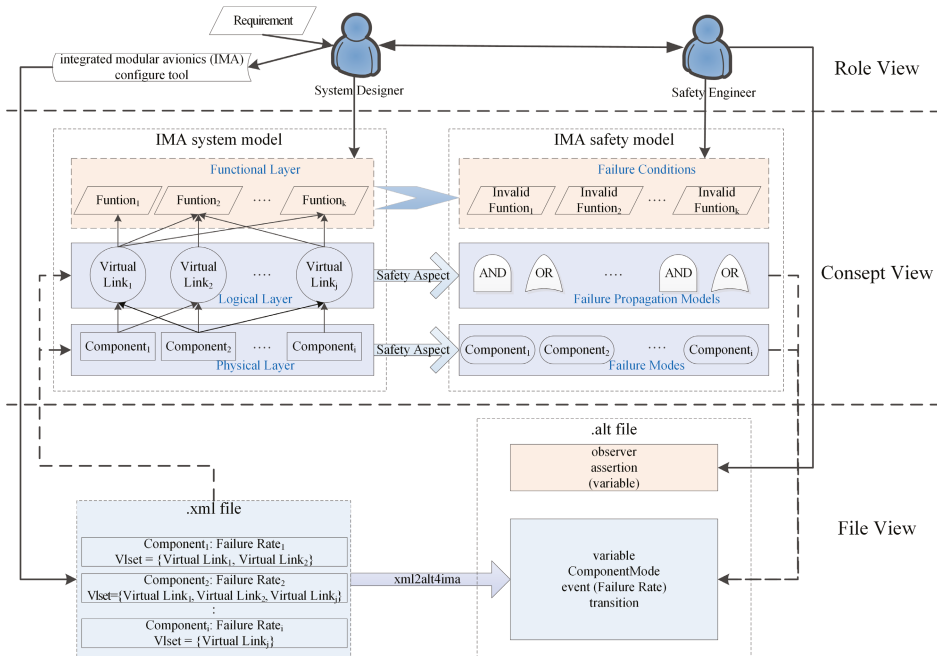 Requirement
integrated modular avionics (IMA)
configure tool
System Designer
Safety Engineer
Role View
IMA system model
IMA safety model
Functional Layer
Funtion₁
Funtion₂
....
Funtionₖ
Failure Conditions
Invalid
Funtion₁
Invalid
Funtion₂
....
Invalid
Funtionₖ
Virtual
Link₁
Virtual
Link₂
....
Virtual
Linkⱼ
Logical Layer
Safety Aspect
AND
OR
....
AND
OR
Failure Propagation Models
Consept View
Component₁
Component₂
....
Componentᵢ
Physical Layer
Safety Aspect
Component₁
Component₂
....
Componentᵢ
Failure Modes
.alt file
observer
assertion
(variable)
.xml file
Component₁: Failure Rate₁
Vlset = {Virtual Link₁, Virtual Link₂}
Component₂: Failure Rate₂
Vlset={Virtual Link₁, Virtual Link₂, Virtual Linkⱼ}
:
Componentᵢ: Failure Rateᵢ
Vlset = {Virtual Linkⱼ}
xml2alt4ima
variable
ComponentMode
event (Failure Rate)
transition
File View